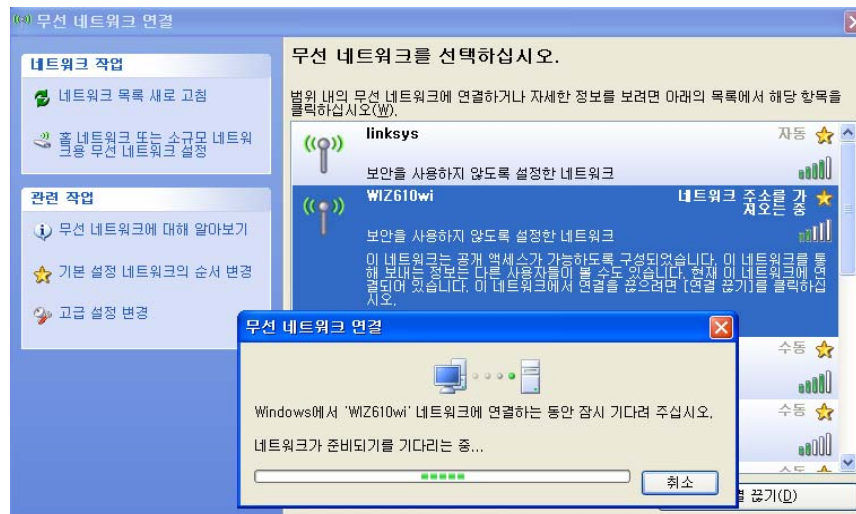 무선 네트워크 연결
네트워크 작업
네트워크 목록 새로 고침
홈 네트워크 또는 소규모 네트워
크용 무선 네트워크 설정
관련 작업
무선 네트워크에 대해 알아보기
기본 설정 네트워크의 순서 변경
고급 설정 변경
무선 네트워크를 선택하십시오.
범위 내의 무선 네트워크에 연결하거나 자세한 정보를 보려면 아래의 목록에서 해당 항목을
클릭하십시오(W).
linksys
자동
보안을 사용하지 않도록 설정한 네트워크
WIZ610wi
네트워크 주소를 가
져오는 중
보안을 사용하지 않도록 설정한 네트워크
이 네트워크는 공개 액세스가 가능하도록 구성되었습니다. 이 네트워크를 통
해 보내는 정보는 다른 사용자들이 볼 수도 있습니다. 현재 이 네트워크에 연
결되어 있습니다. 이 네트워크에서 연결을 끊으려면 [연결 끊기]를 클릭하십
시오.
수동
수동
수동
무선 네트워크 연결
Windows에서 'WIZ610wi' 네트워크에 연결하는 동안 잠시 기다려 주십시오.
네트워크가 준비되기를 기다리는 중...
취소
끊기(D)